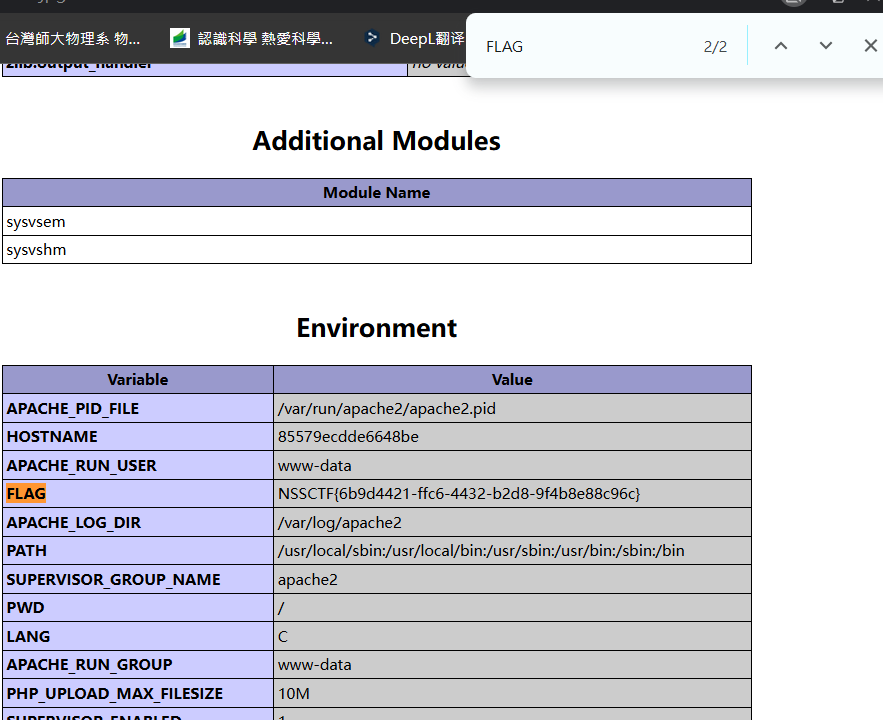 台灣師大物理系 物... 認識科學 熱愛科學... DeepL翻译
FLAG 2/2
zlib.output_handler no valu
Additional Modules
Module Name
sysvsem
sysvshm
Environment
Variable Value
APACHE_PID_FILE /var/run/apache2/apache2.pid
HOSTNAME 85579ecdde6648be
APACHE_RUN_USER www-data
FLAG NSSCTF{6b9d4421-ffc6-4432-b2d8-9f4b8e88c96c}
APACHE_LOG_DIR /var/log/apache2
PATH /usr/local/sbin:/usr/local/bin:/usr/sbin:/usr/bin:/sbin:/bin
SUPERVISOR_GROUP_NAME apache2
PWD /
LANG C
APACHE_RUN_GROUP www-data
PHP_UPLOAD_MAX_FILESIZE 10M
SUPERVISOR_ENABLED 1